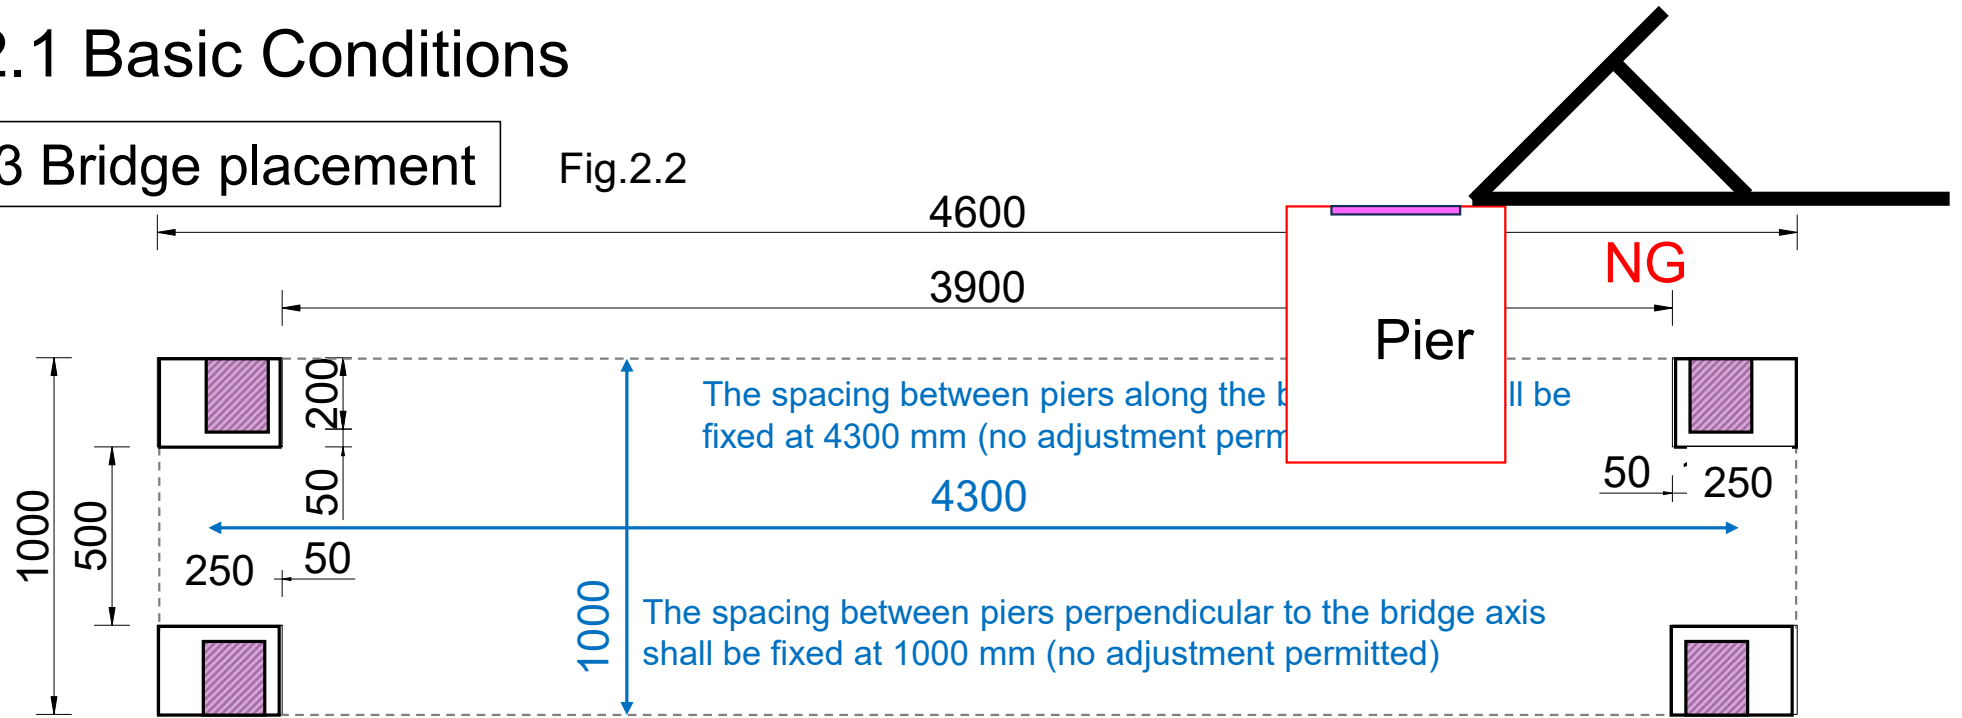 2.1 Basic Conditions
3 Bridge placement
Fig.2.2
4600
NG
3900
Pier
200
The spacing between piers along the b ll be
fixed at 4300 mm (no adjustment perm
50
50
250
4300
1000
500
250
50
1000
The spacing between piers perpendicular to the bridge axis
shall be fixed at 1000 mm (no adjustment permitted)